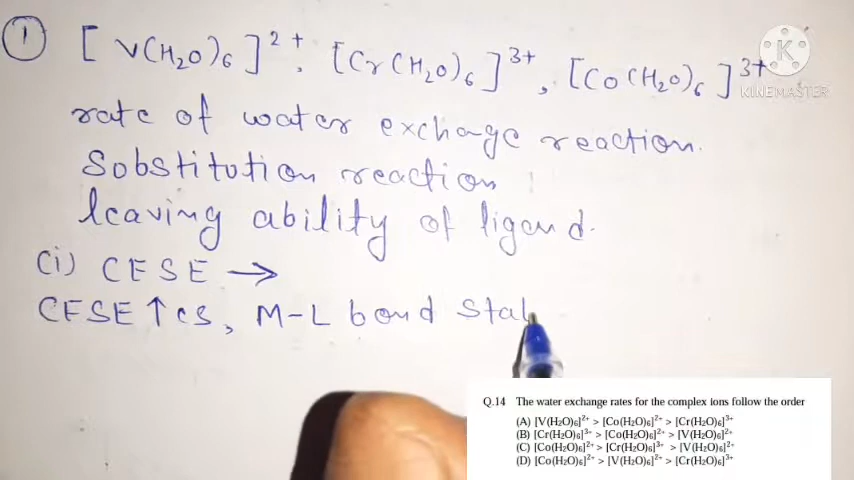 ① [V(H₂O)₆]²⁺, [Cr(H₂O)₆]³⁺, [Co(H₂O)₆]³⁺
KINEMASTER
rate of water exchange reaction.
Sobstitution reaction
leaving ability of ligand.
(i) CFSE →
CFSE ↑es, M-L bond stab
Q.14 The water exchange rates for the complex ions follow the order
(A) [V(H₂O)₆]²⁺ > [Co(H₂O)₆]²⁺ > [Cr(H₂O)₆]³⁺
(B) [Cr(H₂O)₆]³⁺ > [Co(H₂O)₆]²⁺ > [V(H₂O)₆]²⁺
(C) [Co(H₂O)₆]²⁺ > [Cr(H₂O)₆]³⁺ > [V(H₂O)₆]²⁺
(D) [Co(H₂O)₆]²⁺ > [V(H₂O)₆]²⁺ > [Cr(H₂O)₆]³⁺